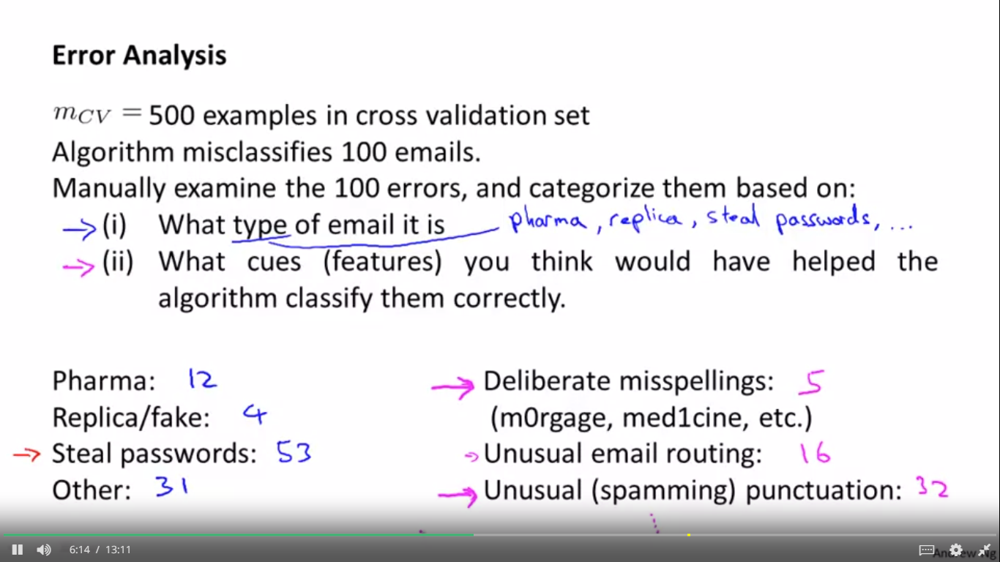 Error Analysis
m_CV = 500 examples in cross validation set
Algorithm misclassifies 100 emails.
Manually examine the 100 errors, and categorize them based on:
→ (i) What type of email it is pharma, replica, steal passwords, ...
→ (ii) What cues (features) you think would have helped the
algorithm classify them correctly.
Pharma: 12
Replica/fake: 4
→ Steal passwords: 53
Other: 31
→ Deliberate misspellings: 5
(m0rgage, med1cine, etc.)
→ Unusual email routing: 16
→ Unusual (spamming) punctuation: 32
6:14 / 13:11
Andrew Ng